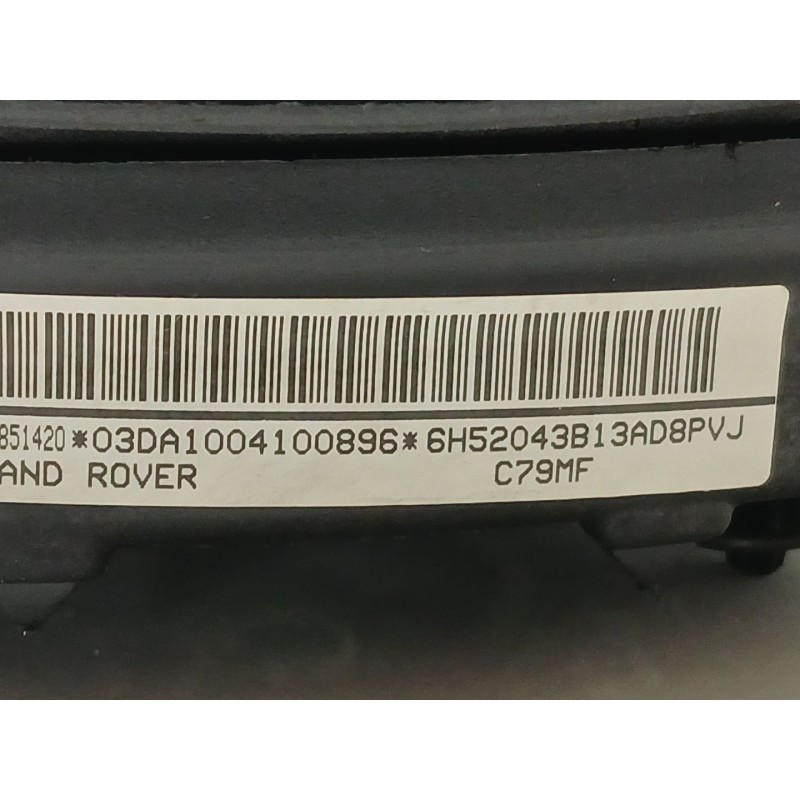 851420*03DA1004100896*6H52043B13AD8PVJ
AND ROVER C79MF